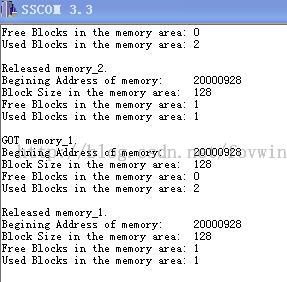 SSCOM 3.3
Free Blocks in the memory area: 0
Used Blocks in the memory area: 2
Released memory_2.
Begining Address of memory: 20000928
Block Size in the memory area: 128
Free Blocks in the memory area: 1
Used Blocks in the memory area: 1
GOT memory_1.
Begining Address of memory: 20000928
Block Size in the memory area: 128
Free Blocks in the memory area: 0
Used Blocks in the memory area: 2
Released memory_1.
Begining Address of memory: 20000928
Block Size in the memory area: 128
Free Blocks in the memory area: 1
Used Blocks in the memory area: 1